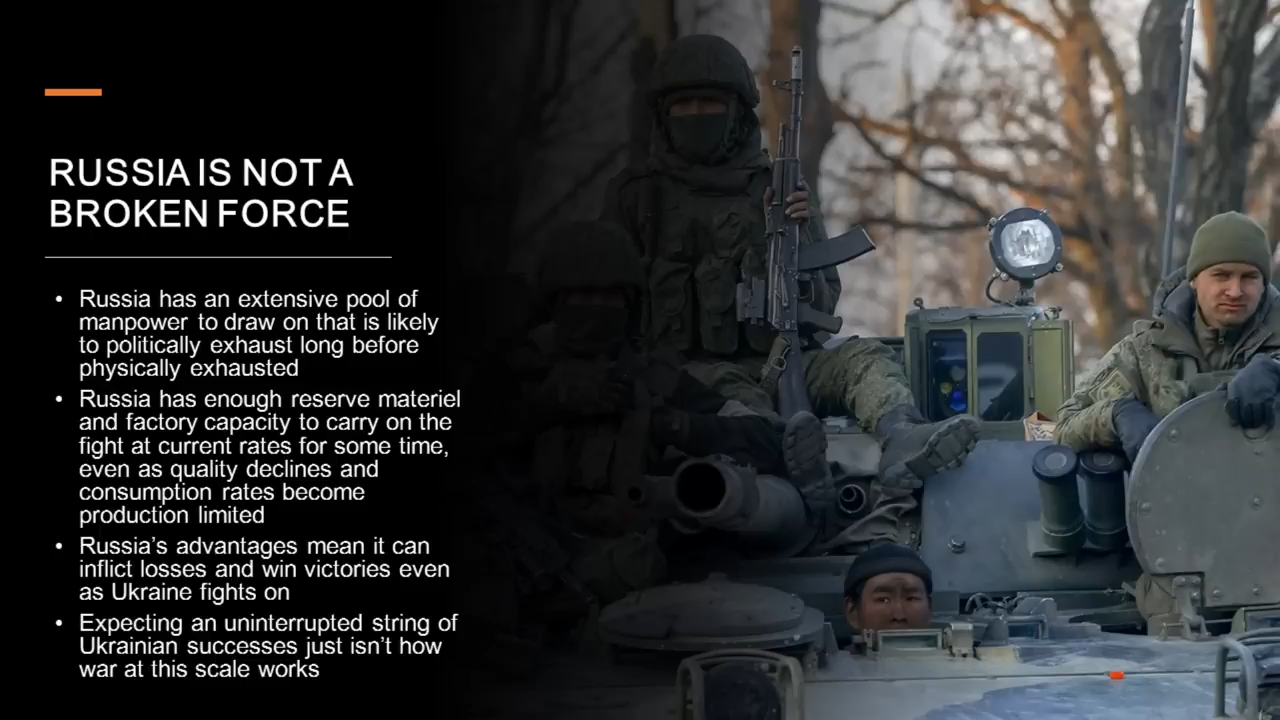 RUSSIA IS NOT A
BROKEN FORCE
• Russia has an extensive pool of
manpower to draw on that is likely
to politically exhaust long before
physically exhausted
• Russia has enough reserve materiel
and factory capacity to carry on the
fight at current rates for some time,
even as quality declines and
consumption rates become
production limited
• Russia’s advantages mean it can
inflict losses and win victories even
as Ukraine fights on
• Expecting an uninterrupted string of
Ukrainian successes just isn’t how
war at this scale works